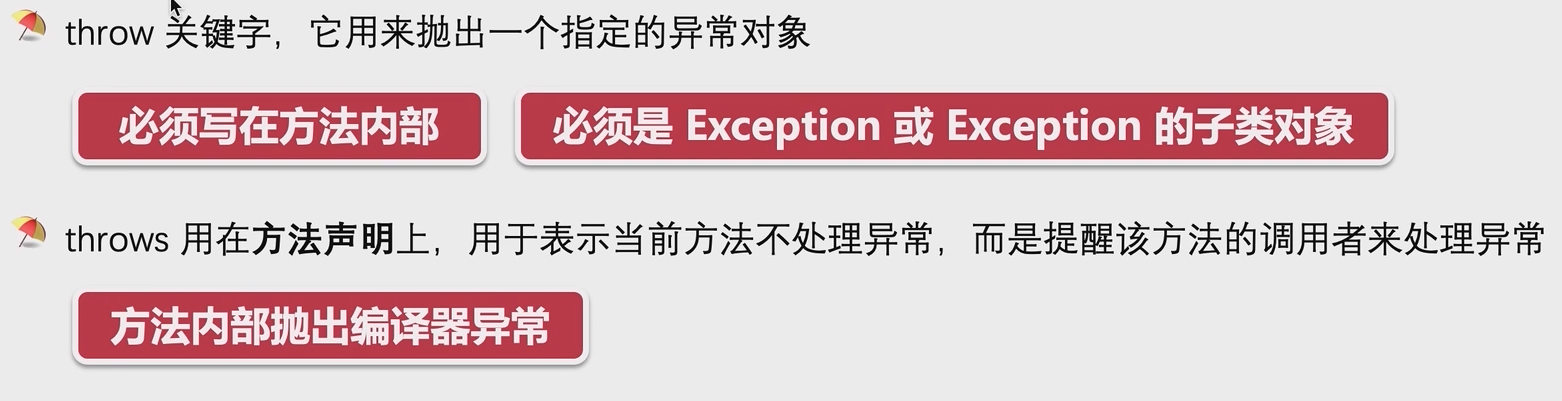 throw 关键字，它用来抛出一个指定的异常对象
必须写在方法内部
必须是 Exception 或 Exception 的子类对象
throws 用在方法声明上，用于表示当前方法不处理异常，而是提醒该方法的调用者来处理异常
方法内部抛出编译器异常